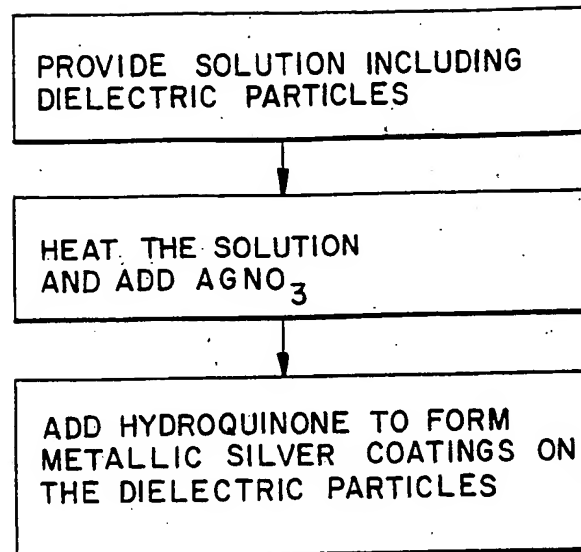 PROVIDE SOLUTION INCLUDING
DIELECTRIC PARTICLES
HEAT THE SOLUTION
AND ADD AGNO3
ADD HYDROQUINONE TO FORM
METALLIC SILVER COATINGS ON
THE DIELECTRIC PARTICLES